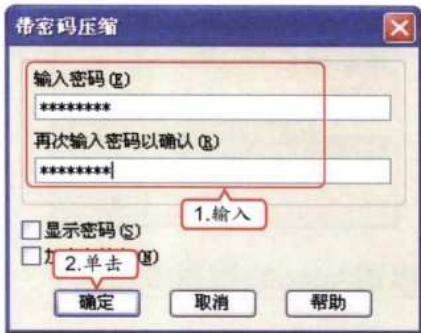 带密码压缩
输入密码(E)
********
再次输入密码以确认(R)
********
1.输入
显示密码(S)
2.单击
确定
取消
帮助